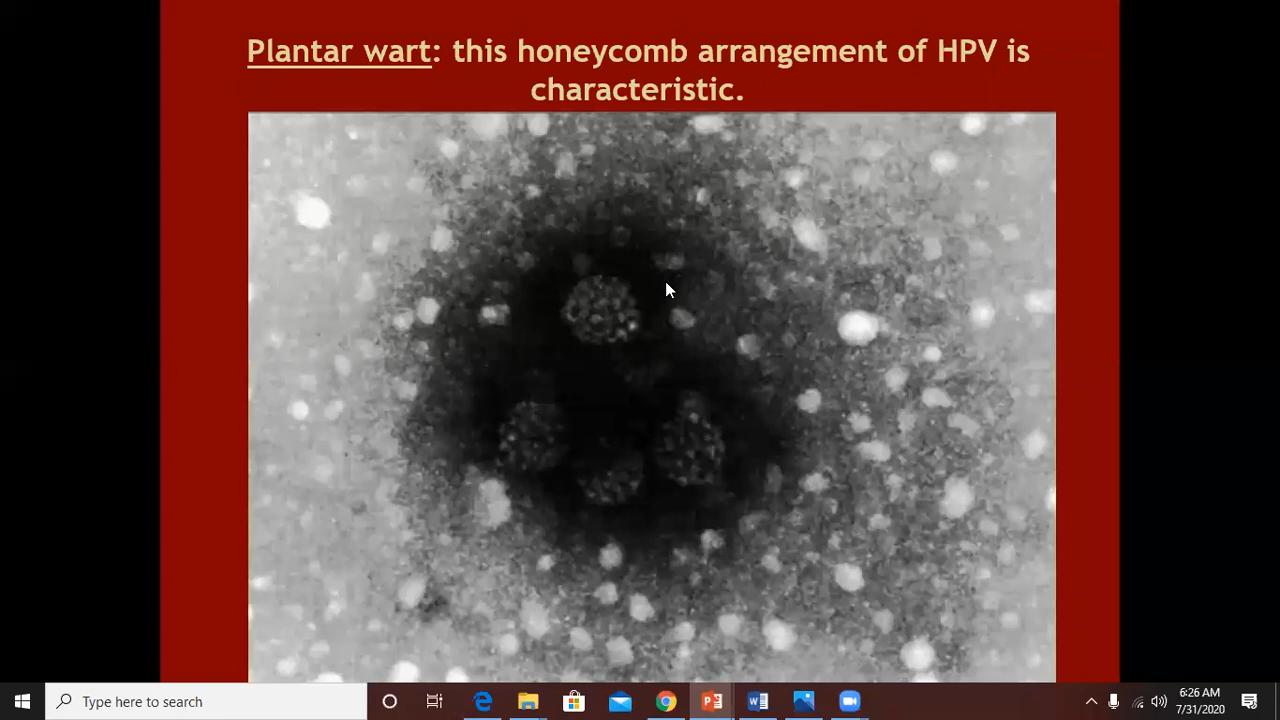 Plantar wart: this honeycomb arrangement of HPV is
characteristic.
Type here to search
6:26 AM
7/31/2020